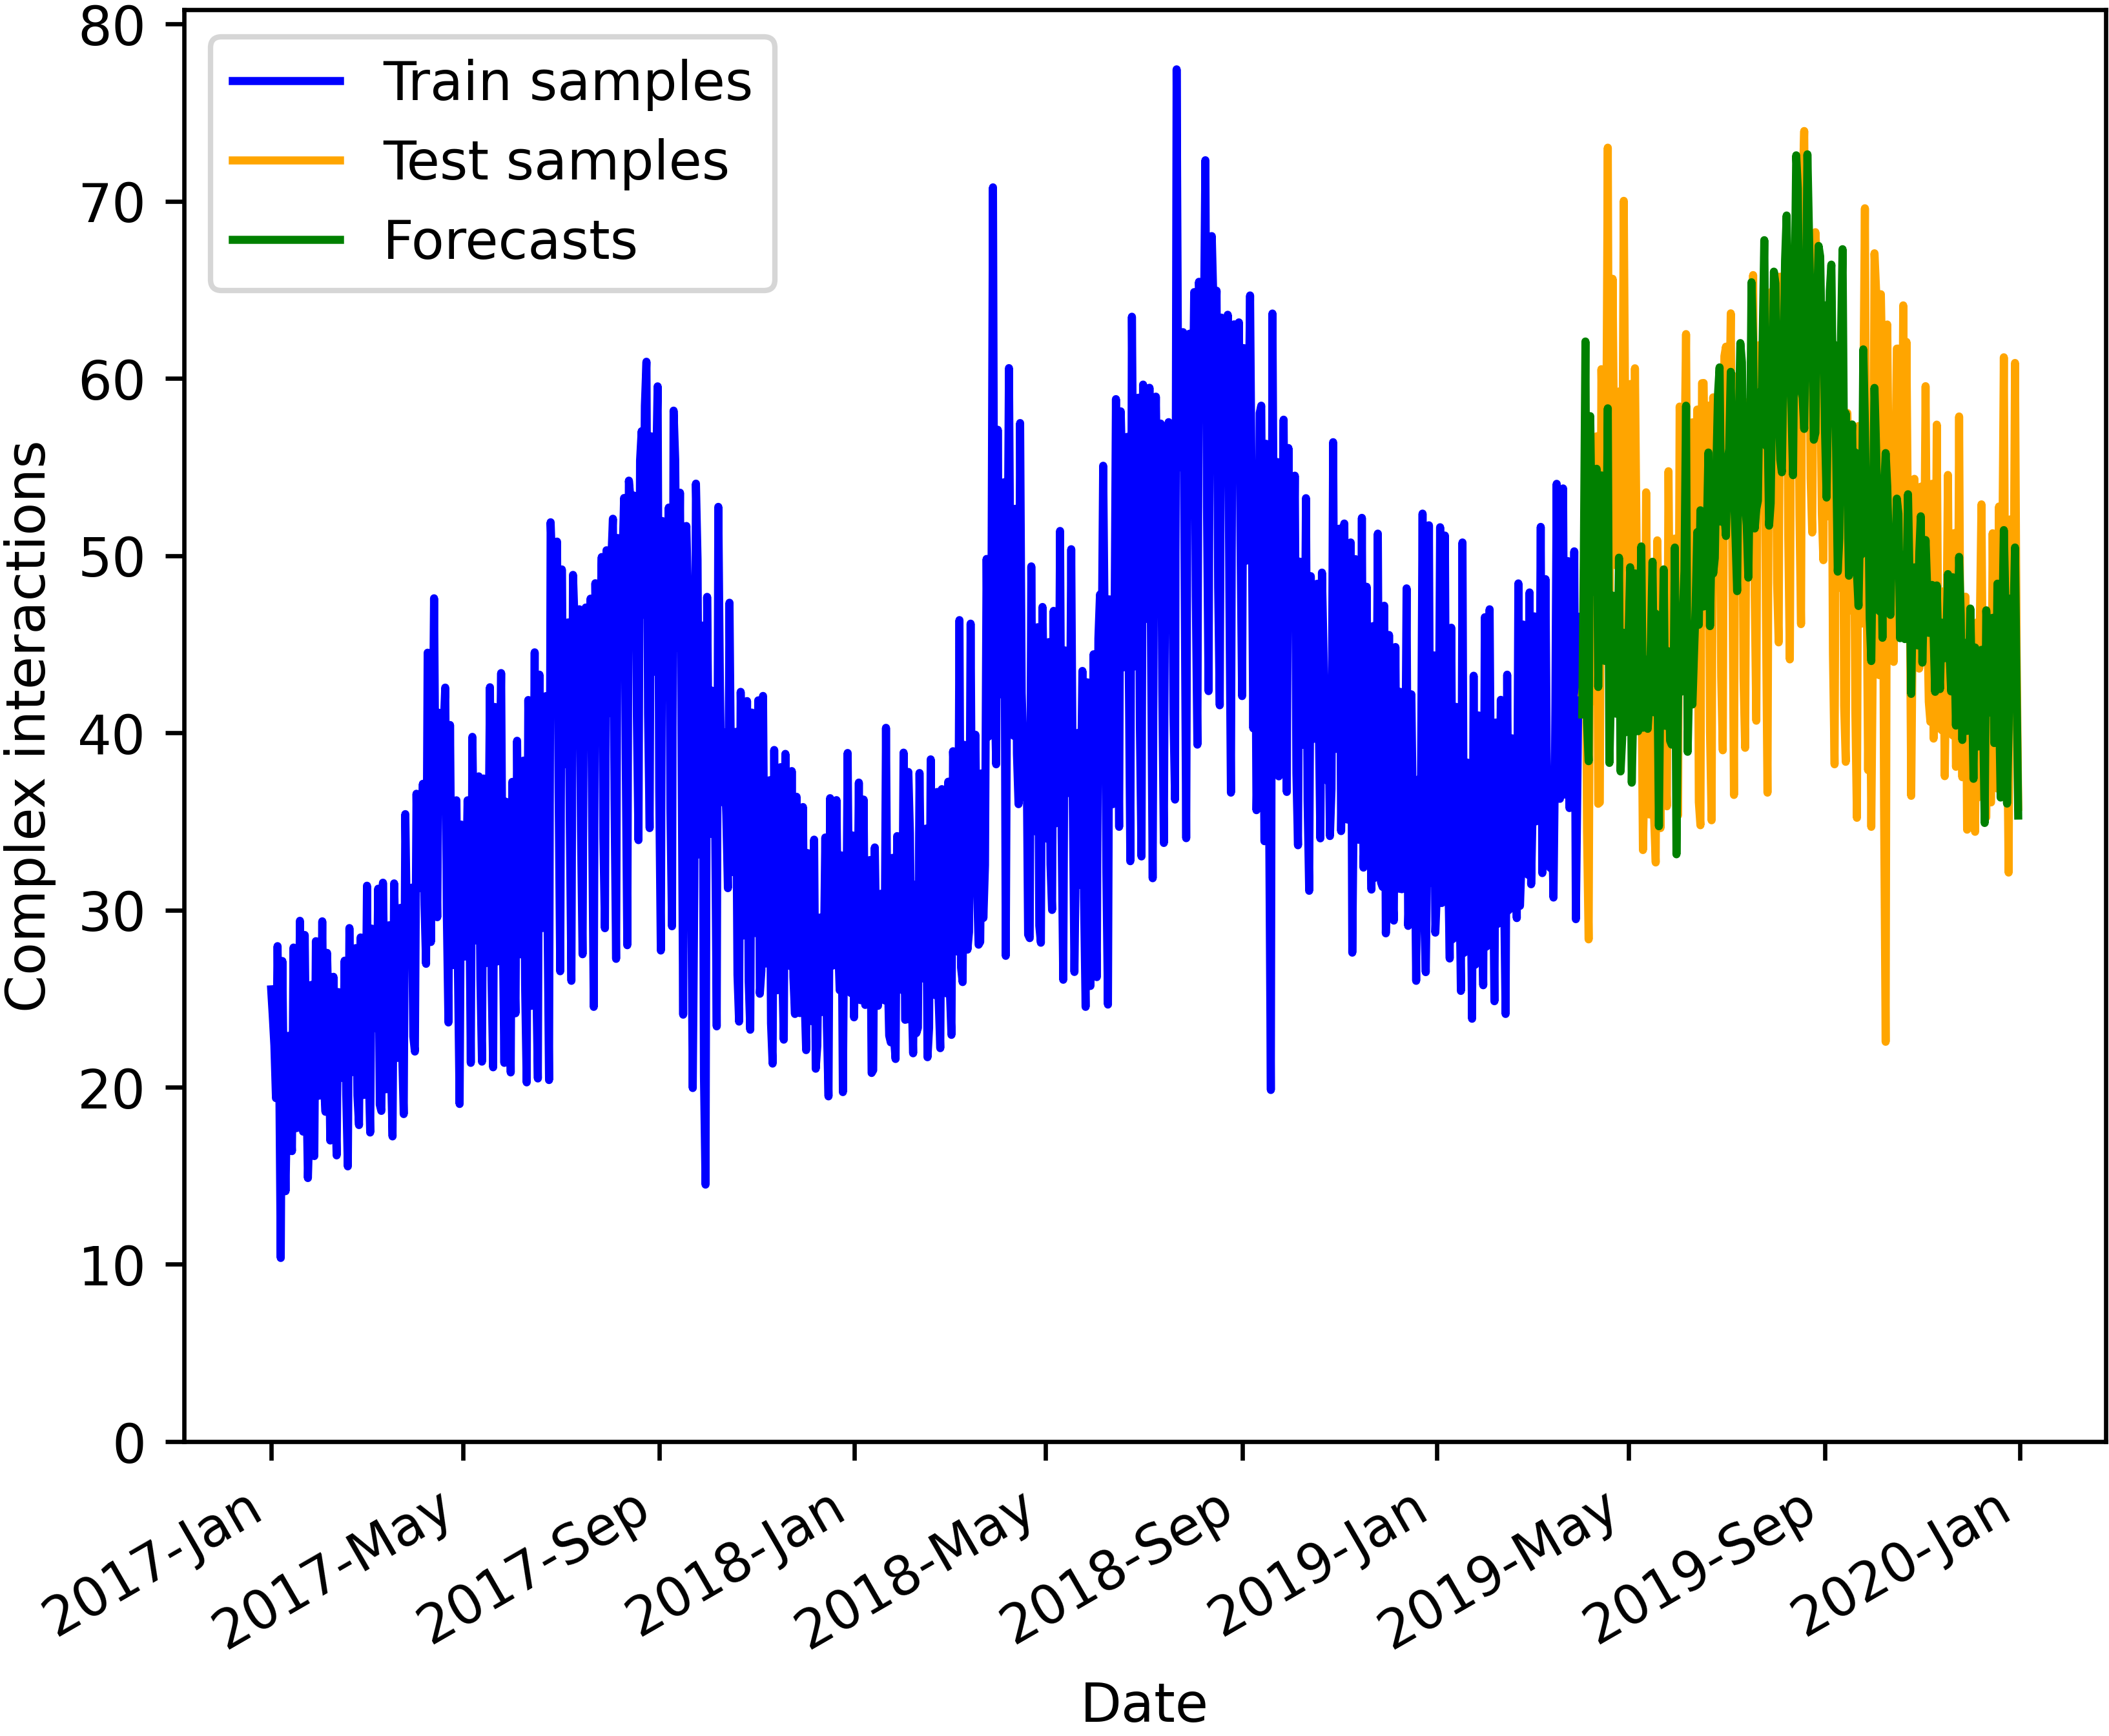 80
70
60
50
40
30
20
10
0
Complex interactions
Train samples
Test samples
Forecasts
2017-Jan
2017-May
2017-Sep
2018-Jan
2018-May
2018-Sep
2019-Jan
2019-May
2019-Sep
2020-Jan
Date